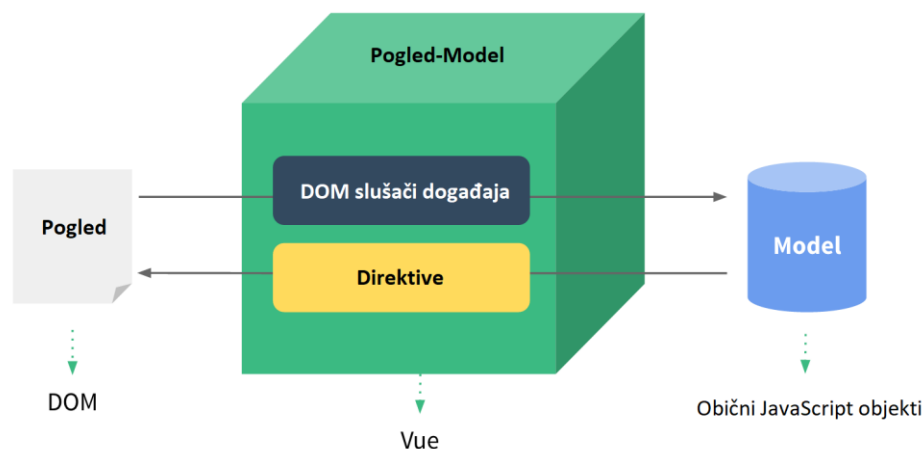 Pogled-Model
DOM slušači događaja
Pogled
Model
Direktive
DOM
Vue
Obični JavaScript objekti